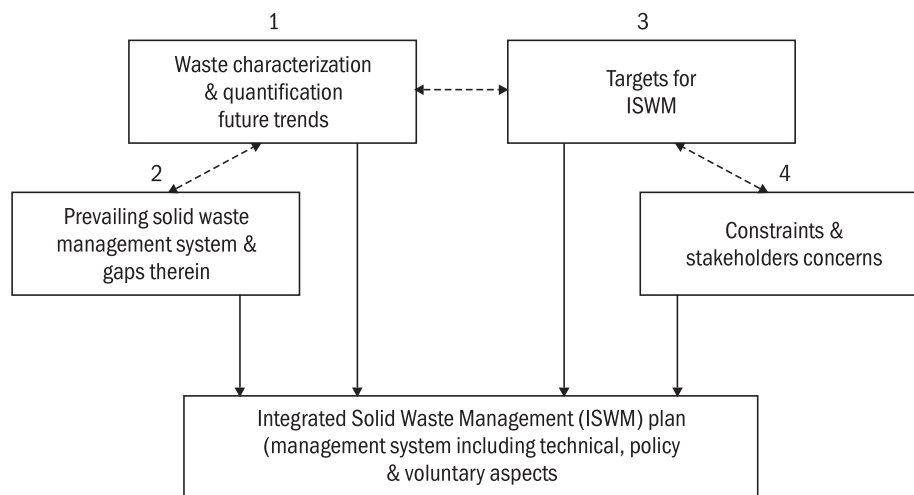 1
Waste characterization
& quantification
future trends
3
Targets for
ISWM
2
Prevailing solid waste
management system &
gaps therein
4
Constraints &
stakeholders concerns
Integrated Solid Waste Management (ISWM) plan
(management system including technical, policy
& voluntary aspects